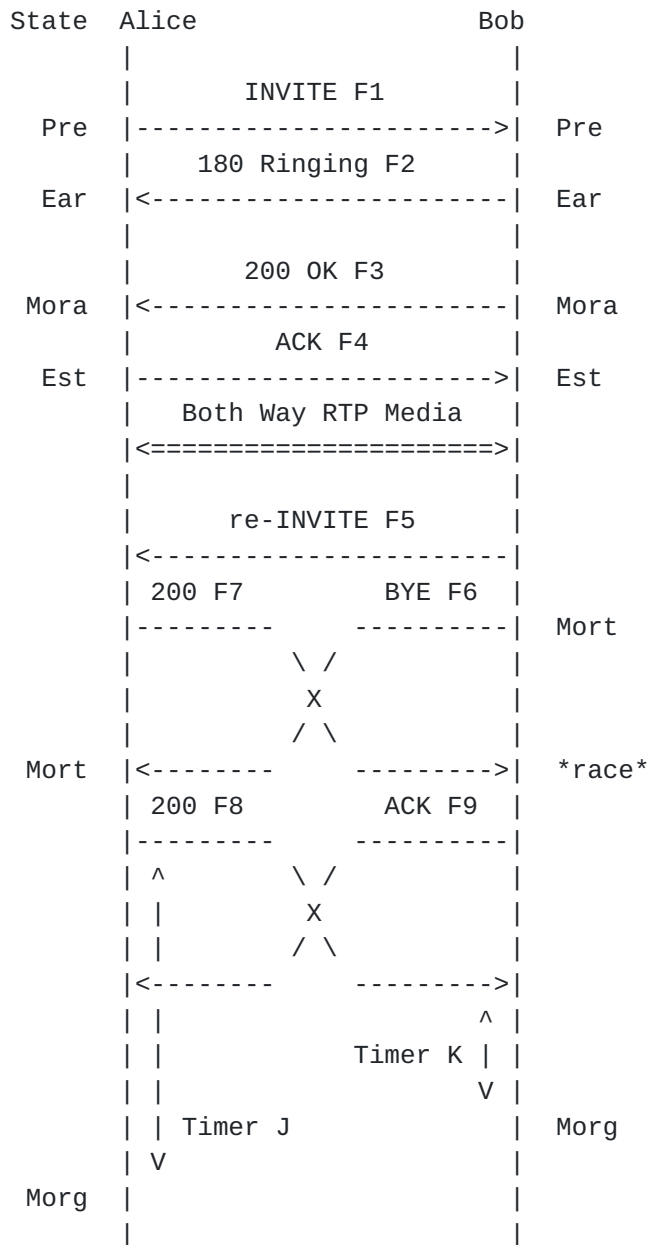 State  Alice                       Bob
INVITE F1
Pre  |----------------------->|  Pre
180 Ringing F2
Ear  |<-----------------------|  Ear
200 OK F3
Mora  |<-----------------------|  Mora
ACK F4
Est  |----------------------->|  Est
Both Way RTP Media
|<======================>|
re-INVITE F5
|<-----------------------|
| 200 F7           BYE F6  |
|---------     ----------|  Mort
\ /
X
/ \
Mort  |<--------     --------->|  *race*
| 200 F8           ACK F9  |
|---------     ----------|
| ^        \ /
| |         X
| |        / \
|<--------     --------->|
| |                    ^ |
| |            Timer K | |
| |                    V |
| | Timer J              |  Morg
| V                      |
Morg  |                        |